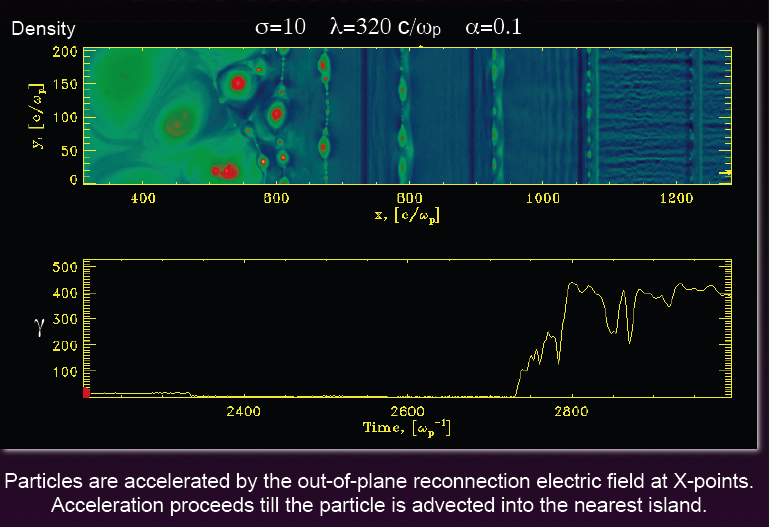 Density
σ=10 λ=320 c/ωp α=0.1
200
150
100
50
0
y, [c/ωp]
400
600
800
1000
1200
x, [c/ωp]
500
400
300
200
100
γ
2400
2600
2800
Time, [ωp⁻¹]
Particles are accelerated by the out-of-plane reconnection electric field at X-points.
Acceleration proceeds till the particle is advected into the nearest island.